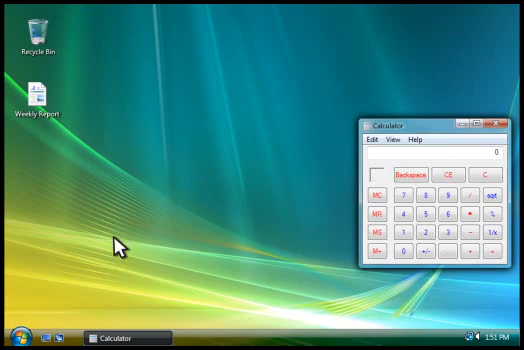 Recycle Bin
Weekly Report
Calculator
Edit View Help
0.
Backspace CE C
MC 7 8 9 / sqrt
MR 4 5 6 * %
MS 1 2 3 - 1/x
M+ 0 +/- . + =
Calculator
1:51 PM